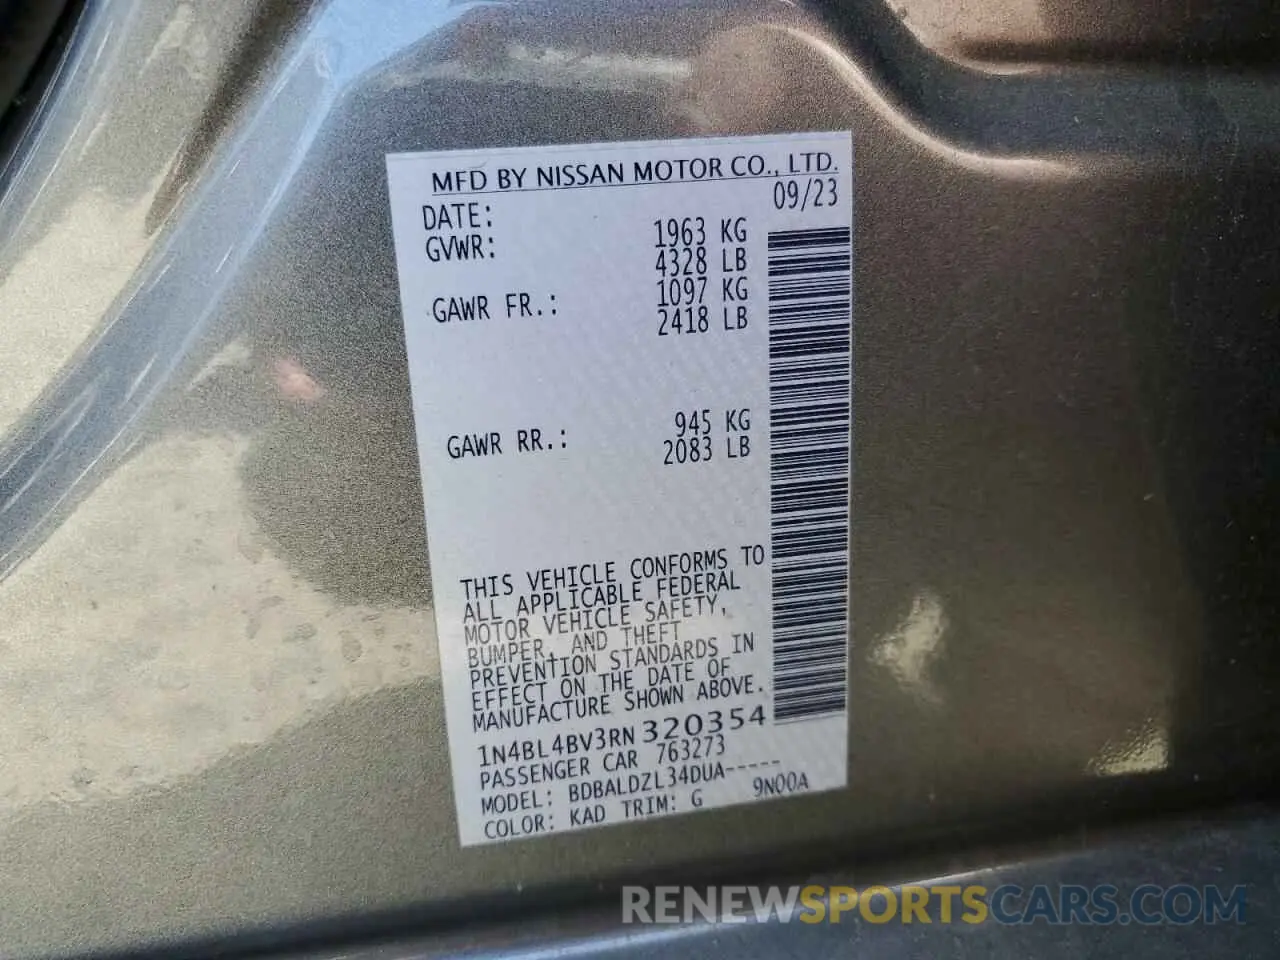 MFD BY NISSAN MOTOR CO., LTD.
DATE: 09/23
GVWR: 1963 KG
4328 LB
GAWR FR.: 1097 KG
2418 LB
GAWR RR.: 945 KG
2083 LB
THIS VEHICLE CONFORMS TO
ALL APPLICABLE FEDERAL
MOTOR VEHICLE SAFETY,
BUMPER, AND THEFT
PREVENTION STANDARDS IN
EFFECT ON THE DATE OF
MANUFACTURE SHOWN ABOVE.
1N4BL4BV3RN 320354
PASSENGER CAR 763273
MODEL: BDBALDZL34DUA-----
COLOR: KAD TRIM: G 9N00A
RENEWSPORTSCARS.COM